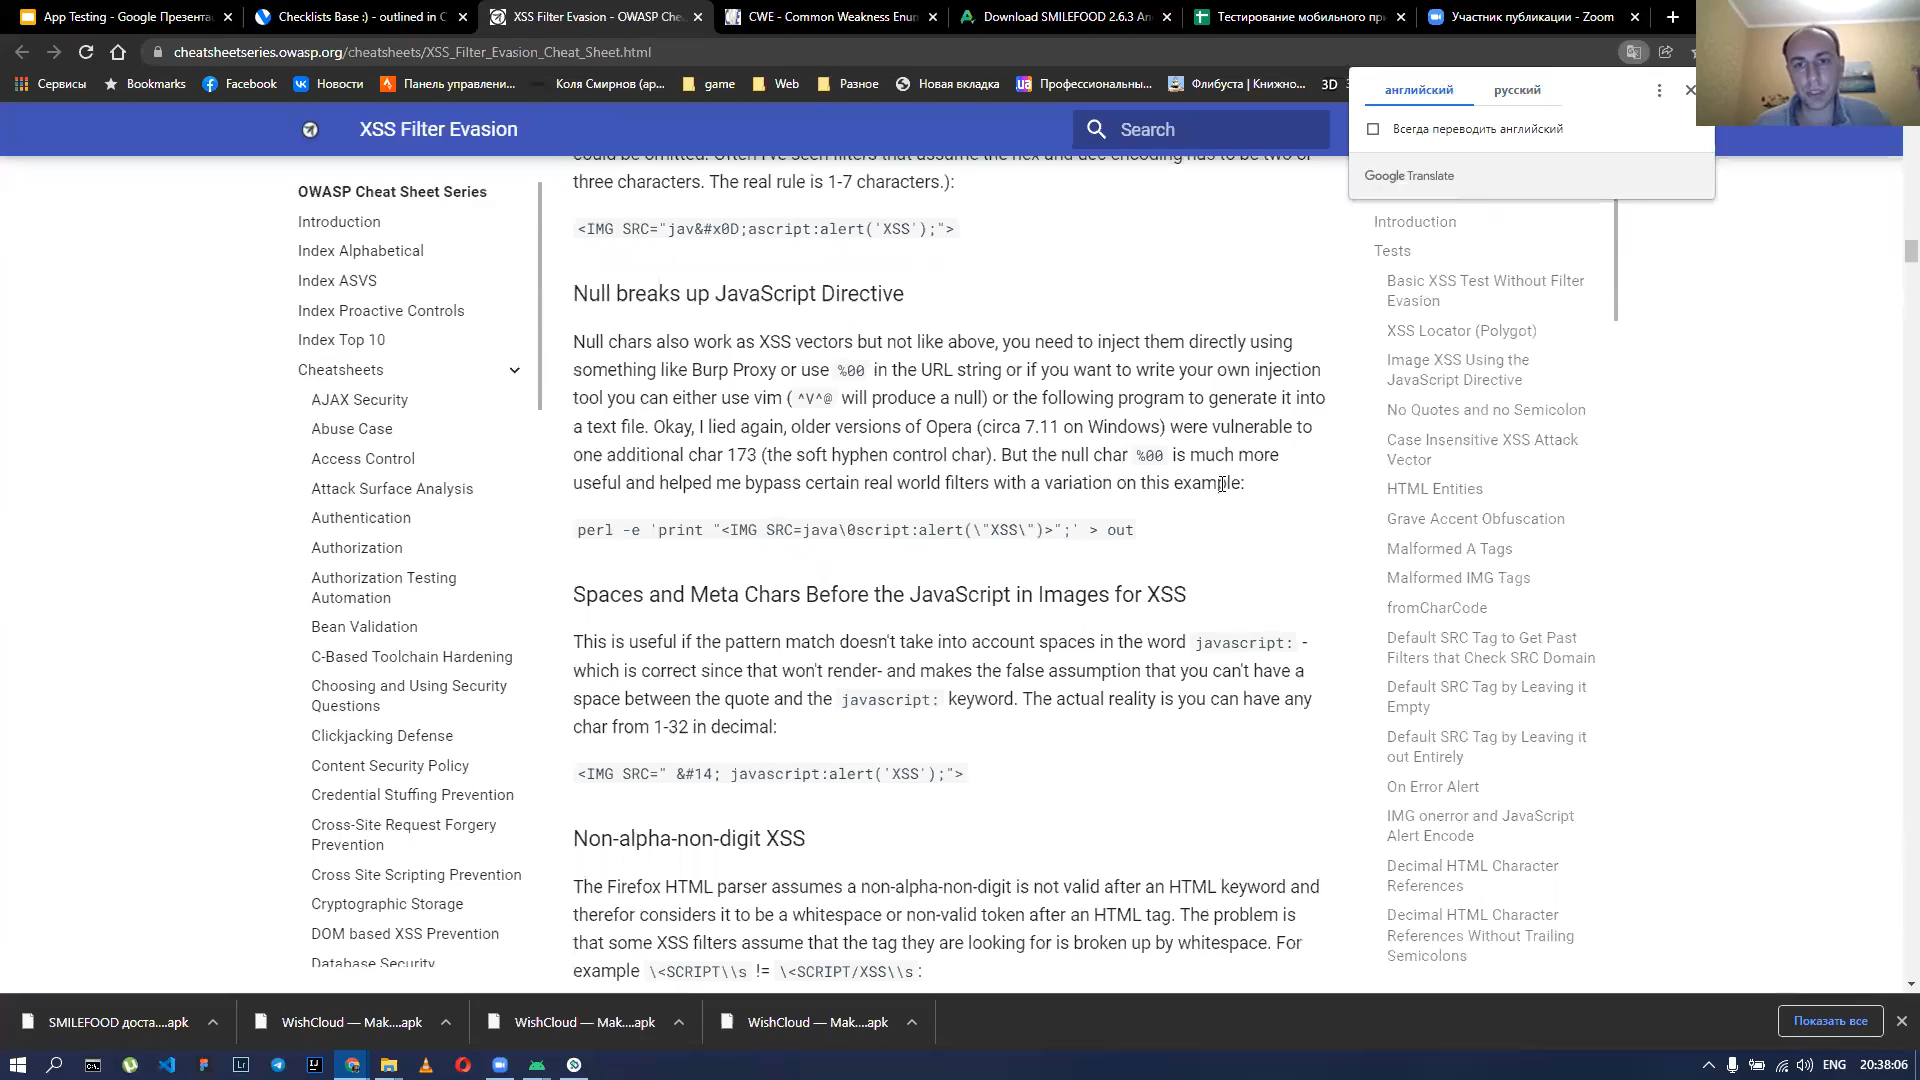 App Testing - Google Презента
Checklists Base :) - outlined in C
XSS Filter Evasion - OWASP Che
CWE - Common Weakness Enum
Download SMILEFOOD 2.6.3 An
Тестирование мобильного пр
Участник публикации - Zoom
cheatsheetseries.owasp.org/cheatsheets/XSS_Filter_Evasion_Cheat_Sheet.html
Сервисы
Bookmarks
Facebook
Новости
Панель управлени...
Коля Смирнов (ар...
game
Web
Разное
Новая вкладка
Профессиональны...
Флибуста | Книжно...
3D
английский
русский
Всегда переводить английский
Google Translate
XSS Filter Evasion
Search
OWASP Cheat Sheet Series
Introduction
Index Alphabetical
Index ASVS
Index Proactive Controls
Index Top 10
Cheatsheets
AJAX Security
Abuse Case
Access Control
Attack Surface Analysis
Authentication
Authorization
Authorization Testing
Automation
Bean Validation
C-Based Toolchain Hardening
Choosing and Using Security
Questions
Clickjacking Defense
Content Security Policy
Credential Stuffing Prevention
Cross-Site Request Forgery
Prevention
Cross Site Scripting Prevention
Cryptographic Storage
DOM based XSS Prevention
Database Security
could be omitted. Often I've seen filters that assume the hex and dec encoding has to be two or
three characters. The real rule is 1-7 characters.):
<IMG SRC="jav&#x0D;ascript:alert('XSS');">
Null breaks up JavaScript Directive
Null chars also work as XSS vectors but not like above, you need to inject them directly using
something like Burp Proxy or use %00 in the URL string or if you want to write your own injection
tool you can either use vim ( ^V^@ will produce a null) or the following program to generate it into
a text file. Okay, I lied again, older versions of Opera (circa 7.11 on Windows) were vulnerable to
one additional char 173 (the soft hyphen control char). But the null char %00 is much more
useful and helped me bypass certain real world filters with a variation on this example:
perl -e 'print "<IMG SRC=java\0script:alert(\"XSS\")>";' > out
Spaces and Meta Chars Before the JavaScript in Images for XSS
This is useful if the pattern match doesn't take into account spaces in the word javascript: -
which is correct since that won't render- and makes the false assumption that you can't have a
space between the quote and the javascript: keyword. The actual reality is you can have any
char from 1-32 in decimal:
<IMG SRC=" &#14; javascript:alert('XSS');">
Non-alpha-non-digit XSS
The Firefox HTML parser assumes a non-alpha-non-digit is not valid after an HTML keyword and
therefor considers it to be a whitespace or non-valid token after an HTML tag. The problem is
that some XSS filters assume that the tag they are looking for is broken up by whitespace. For
example \<SCRIPT\\s != \<SCRIPT/XSS\\s :
Introduction
Tests
Basic XSS Test Without Filter
Evasion
XSS Locator (Polygot)
Image XSS Using the
JavaScript Directive
No Quotes and no Semicolon
Case Insensitive XSS Attack
Vector
HTML Entities
Grave Accent Obfuscation
Malformed A Tags
Malformed IMG Tags
fromCharCode
Default SRC Tag to Get Past
Filters that Check SRC Domain
Default SRC Tag by Leaving it
Empty
Default SRC Tag by Leaving it
out Entirely
On Error Alert
IMG onerror and JavaScript
Alert Encode
Decimal HTML Character
References
Decimal HTML Character
References Without Trailing
Semicolons
SMILEFOOD доста....apk
WishCloud — Mak....apk
WishCloud — Mak....apk
WishCloud — Mak....apk
Показать все
ENG
20:38:06